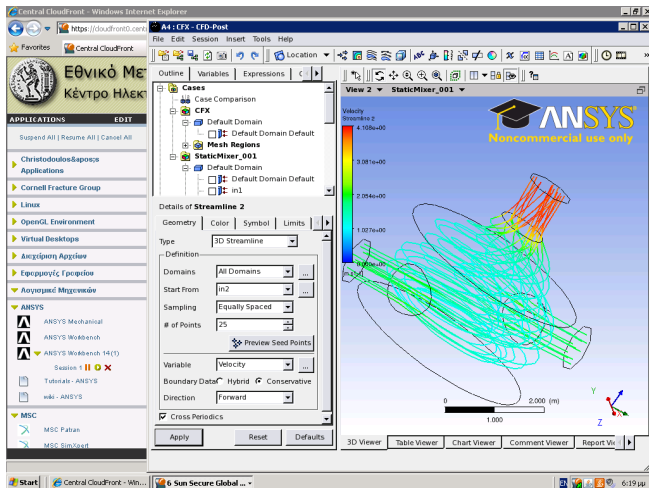 Central CloudFront - Windows Internet Explorer
https://cloudfront0.centr
Favorites
Central CloudFront
Εθνικό Με
Κέντρο Ηλεκ
APPLICATIONS EDIT
Suspend All | Resume All | Cancel All
Christodoulos&apos;s
Applications
Cornell Fracture Group
Linux
OpenGL Environment
Virtual Desktops
Διαχείριση Αρχείων
Εφαρμογές Γραφείου
Λογισμικό Μηχανικών
ANSYS
ANSYS Mechanical
ANSYS Workbench
ANSYS Workbench 14(1)
Session 1
Tutorials - ANSYS
wiki - ANSYS
MSC
MSC Patran
MSC SimXpert
A4 : CFX - CFD-Post
File Edit Session Insert Tools Help
Location
Outline Variables Expressions
Cases
Case Comparison
CFX
Default Domain
Default Domain Default
Mesh Regions
StaticMixer_001
Default Domain
Default Domain Default
in1
Details of Streamline 2
Geometry Color Symbol Limits
Type 3D Streamline
Definition
Domains All Domains
Start From in2
Sampling Equally Spaced
# of Points 25
Preview Seed Points
Variable Velocity
Boundary Data Hybrid Conservative
Direction Forward
Cross Periodics
Apply Reset Defaults
View 2 StaticMixer_001
Velocity
Streamline 2
4.108e+00
3.081e+00
2.054e+00
1.027e+00
0.000e+00
[m s^-1]
ANSYS
Noncommercial use only
0 2.000 (m)
1.000
Y
X
Z
3D Viewer Table Viewer Chart Viewer Comment Viewer Report Vi
Start
Central CloudFront - Win...
6 Sun Secure Global ...
EN
6:19 μμ